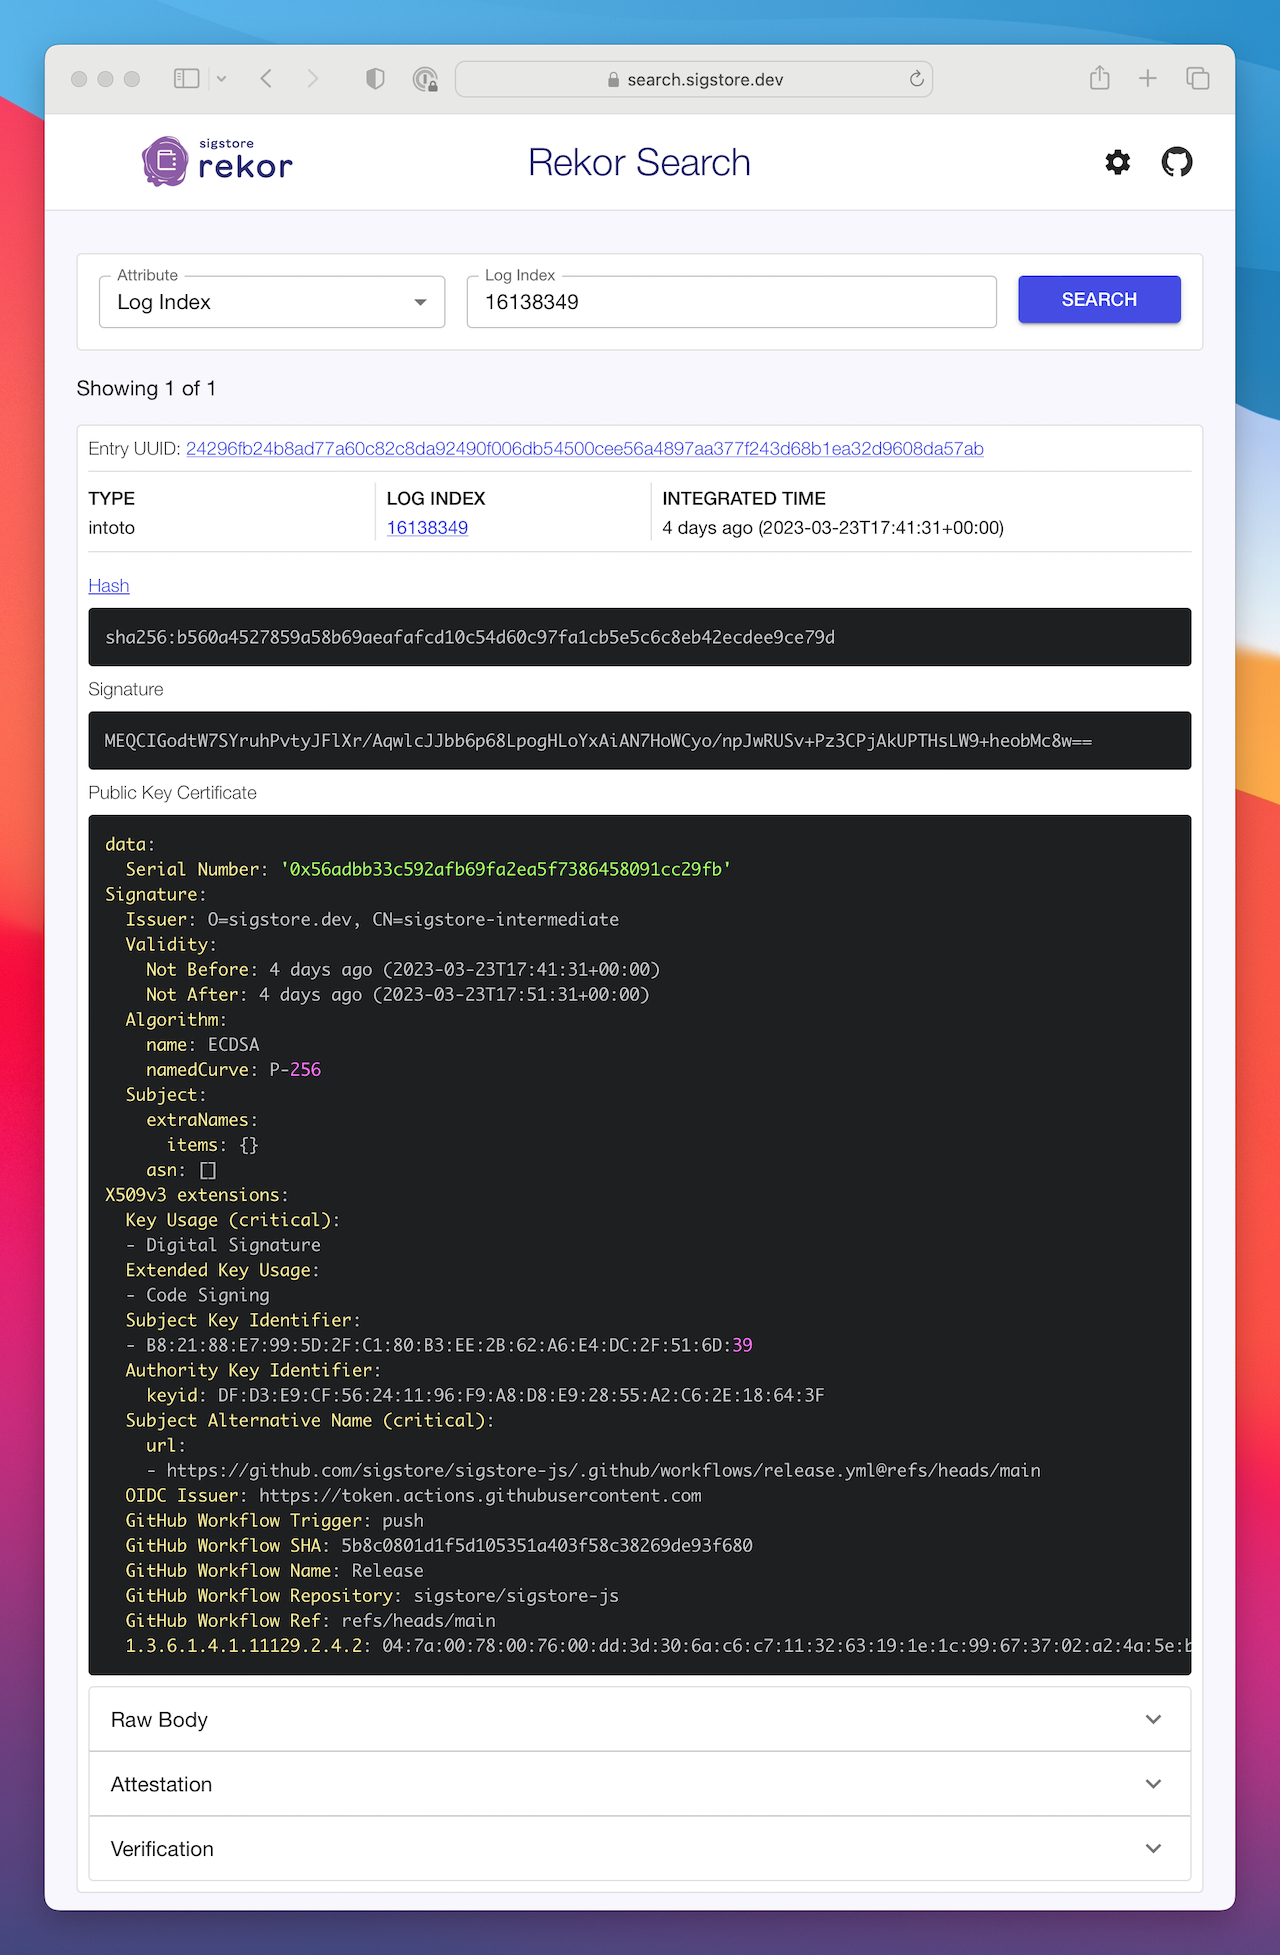 search.sigstore.dev
sigstore
rekor
Rekor Search
Attribute
Log Index
Log Index
16138349
SEARCH
Showing 1 of 1
Entry UUID: 24296fb24b8ad77a60c82c8da92490f006db54500cee56a4897aa377f243d68b1ea32d9608da57ab
TYPE
intoto
LOG INDEX
16138349
INTEGRATED TIME
4 days ago (2023-03-23T17:41:31+00:00)
Hash
sha256:b560a4527859a58b69aeafafcd10c54d60c97fa1cb5e5c6c8eb42ecdee9ce79d
Signature
MEQCIGodtW7SYruhPvtyJFlXr/AqwlcJJbb6p68LpogHLoYxAiAN7HoWCyo/npJwRUSv+Pz3CPjAkUPTHsLW9+heobMc8w==
Public Key Certificate
data:
Serial Number: '0x56adbb33c592afb69fa2ea5f7386458091cc29fb'
Signature:
Issuer: O=sigstore.dev, CN=sigstore-intermediate
Validity:
Not Before: 4 days ago (2023-03-23T17:41:31+00:00)
Not After: 4 days ago (2023-03-23T17:51:31+00:00)
Algorithm:
name: ECDSA
namedCurve: P-256
Subject:
extraNames:
items: {}
asn: []
X509v3 extensions:
Key Usage (critical):
- Digital Signature
Extended Key Usage:
- Code Signing
Subject Key Identifier:
- B8:21:88:E7:99:5D:2F:C1:80:B3:EE:2B:62:A6:E4:DC:2F:51:6D:39
Authority Key Identifier:
keyid: DF:D3:E9:CF:56:24:11:96:F9:A8:D8:E9:28:55:A2:C6:2E:18:64:3F
Subject Alternative Name (critical):
url:
- https://github.com/sigstore/sigstore-js/.github/workflows/release.yml@refs/heads/main
OIDC Issuer: https://token.actions.githubusercontent.com
GitHub Workflow Trigger: push
GitHub Workflow SHA: 5b8c0801d1f5d105351a403f58c38269de93f680
GitHub Workflow Name: Release
GitHub Workflow Repository: sigstore/sigstore-js
GitHub Workflow Ref: refs/heads/main
1.3.6.1.4.1.11129.2.4.2: 04:7a:00:78:00:76:00:dd:3d:30:6a:c6:c7:11:32:63:19:1e:1c:99:67:37:02:a2:4a:5e:b
Raw Body
Attestation
Verification